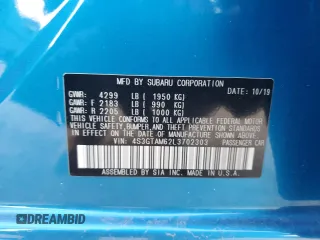 MFD. BY SUBARU CORPORATION
DATE: 10/19
GVWR: 4299 LB ( 1950 KG)
GAWR: F 2183 LB ( 990 KG)
GAWR: R 2205 LB ( 1000 KG)
THIS VEHICLE CONFORMS TO ALL APPLICABLE FEDERAL MOTOR
VEHICLE SAFETY, BUMPER, AND THEFT PREVENTION STANDARDS
IN EFFECT ON THE DATE OF MANUFACTURE SHOWN ABOVE.
VIN: 4S3GTAM62L3702303 PASSENGER CAR
ASSEMBLED BY SIA INC. MADE IN U.S.A.
DREAMBID